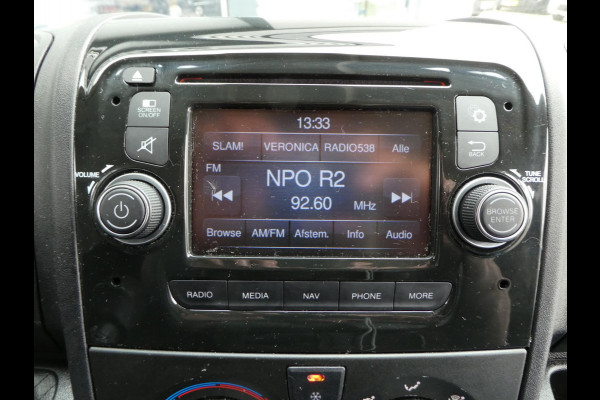 SCREEN
ON/OFF
13:33
SLAM! VERONICA RADIO538 Alle
BACK
FM
VOLUME
TUNE
SCROLL
NPO R2
92.60 MHz
BROWSE
ENTER
Browse AM/FM Afstem. Info Audio
RADIO MEDIA NAV PHONE MORE